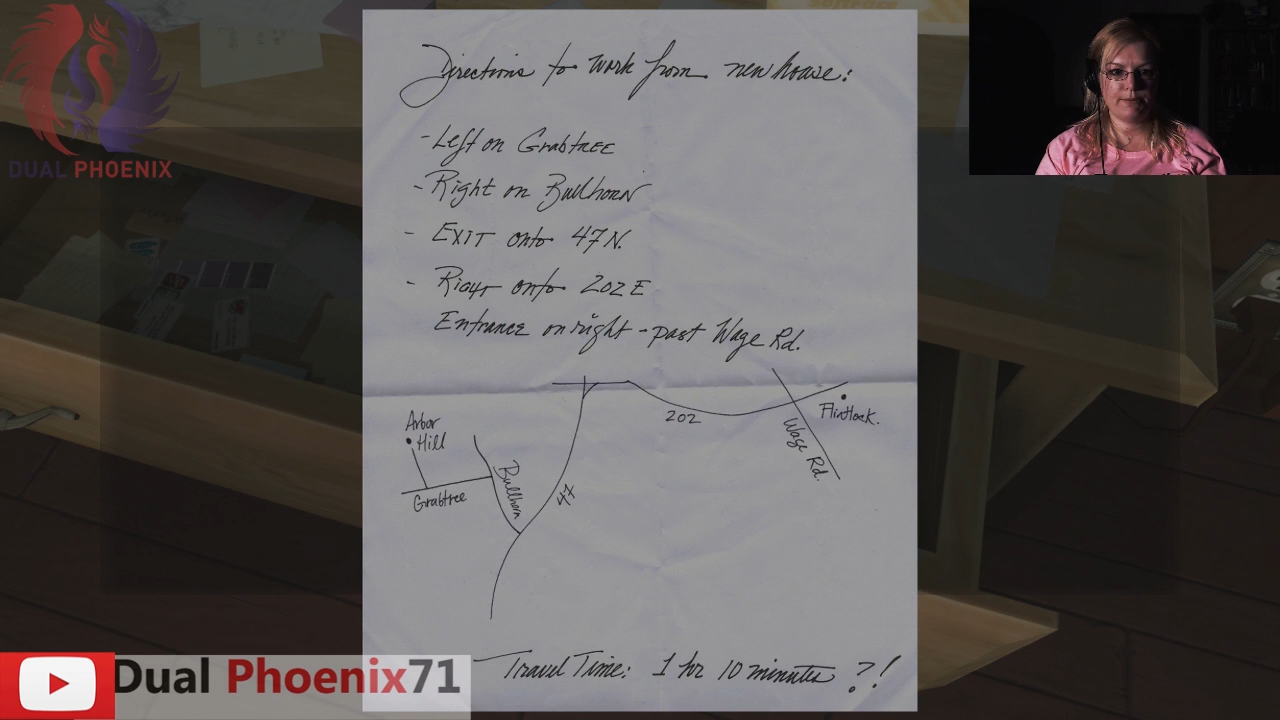 DUAL PHOENIX
Directions to work from new house:
- Left on Grabtree
- Right on Bullhorn
- Exit onto 47 N.
- Right onto 202 E
Entrance on right - past Wage Rd.
Arbor Hill
Grabtree
Bullhorn
47
202
Wage Rd.
Flintlock.
Travel Time: 1 hr 10 minutes ?!
Dual Phoenix71